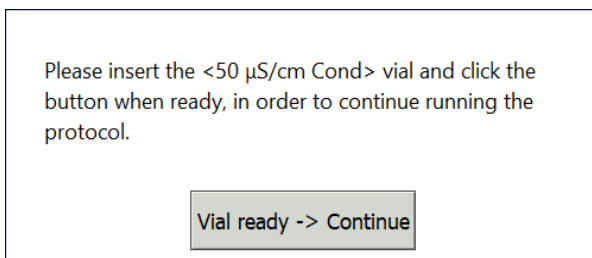 Please insert the <50 µS/cm Cond> vial and click the
button when ready, in order to continue running the
protocol.
Vial ready -> Continue